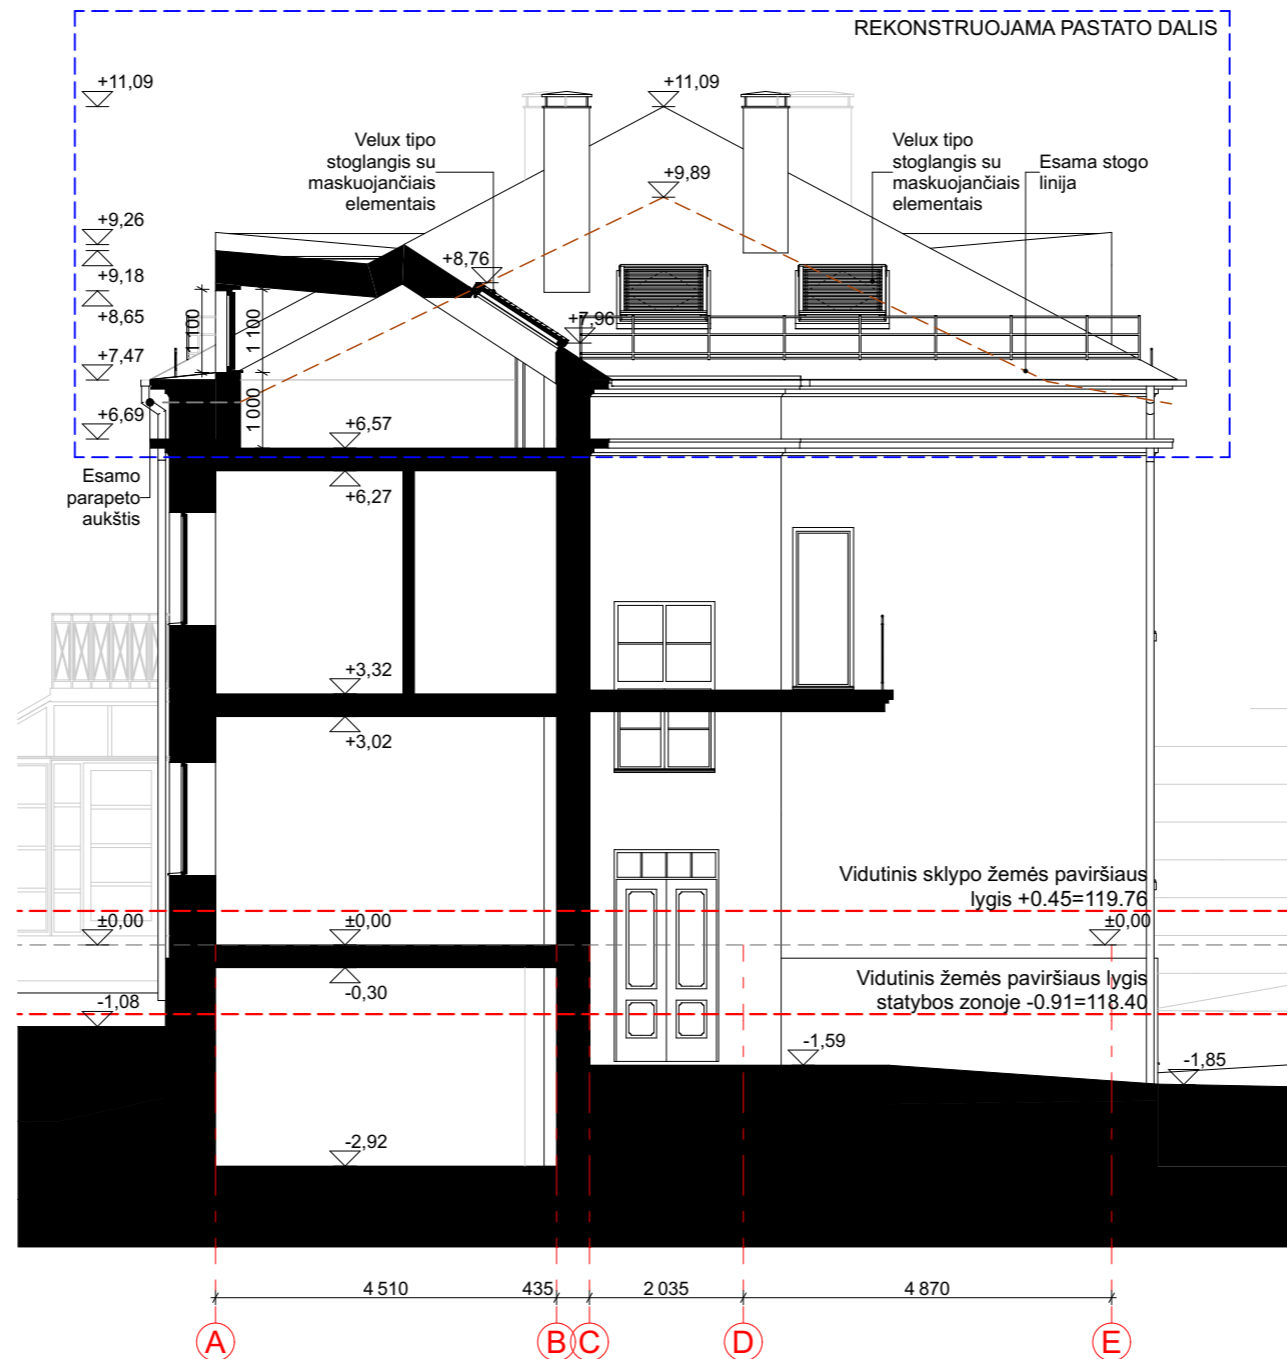 REKONSTRUOJAMA PASTATO DALIS
+11,09
+11,09
Velux tipo
stoglangis su
maskuojančiais
elementais
Velux tipo
stoglangis su
maskuojančiais
elementais
Esama stogo
linija
+9,89
+9,26
+9,18
+8,76
+8,65
+7,96
1 100
1 100
+7,47
1 000
+6,69
+6,57
+6,27
Esamo
parapeto
aukštis
+3,32
+3,02
Vidutinis sklypo žemės paviršiaus
lygis +0.45=119.76
±0,00
±0,00
±0,00
Vidutinis žemės paviršiaus lygis
statybos zonoje -0.91=118.40
-0,30
-1,08
-1,59
-1,85
-2,92
4 510
435
2 035
4 870
A
B
C
D
E